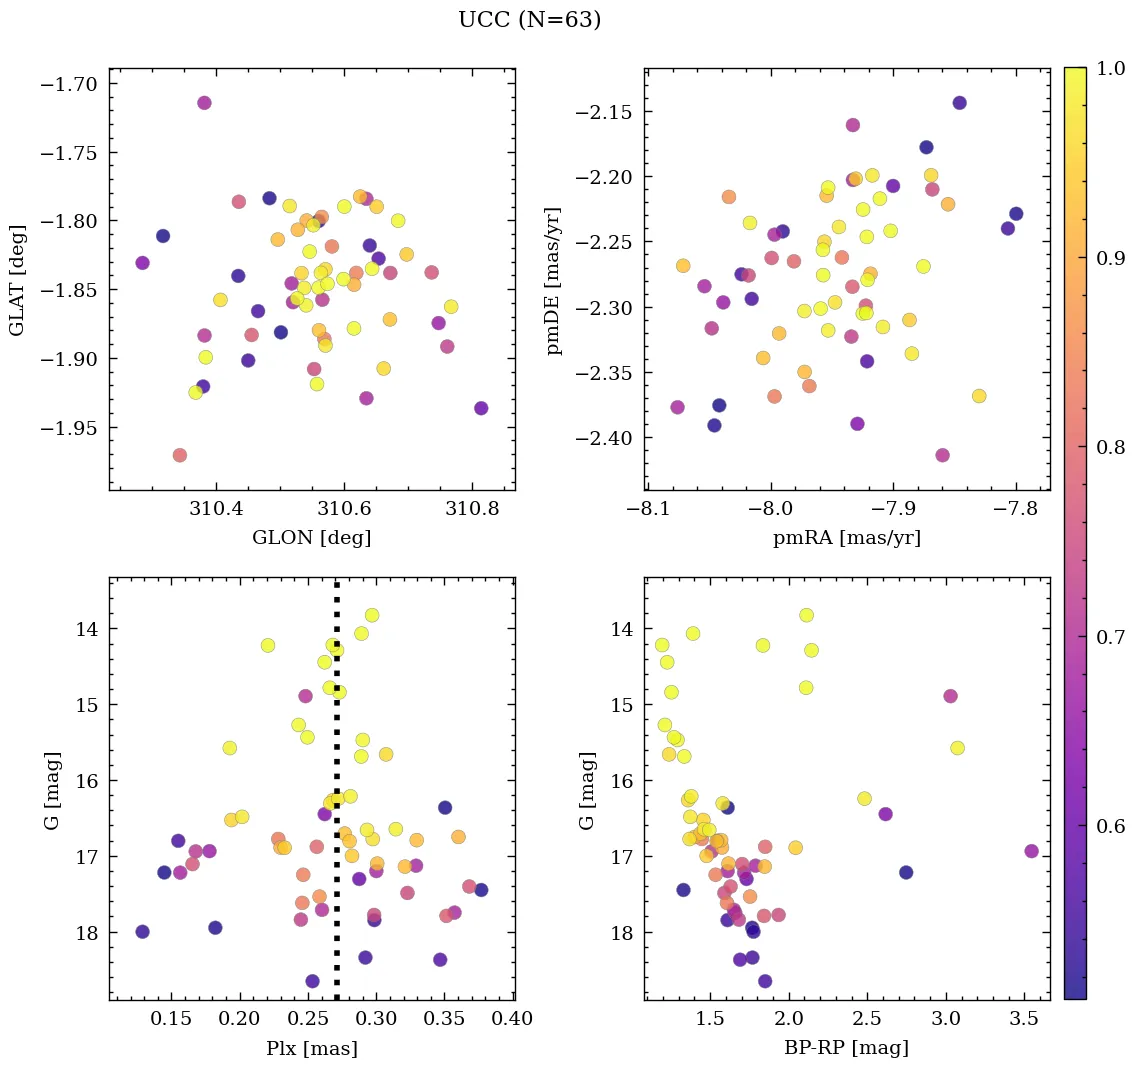 UCC (N=63)
−1.70
−1.75
−1.80
−1.85
−1.90
−1.95
GLAT [deg]
310.4 310.6 310.8
GLON [deg]
−2.15
−2.20
−2.25
−2.30
−2.35
−2.40
pmDE [mas/yr]
−8.1 −8.0 −7.9 −7.8
pmRA [mas/yr]
14
15
16
17
18
G [mag]
0.15 0.20 0.25 0.30 0.35 0.40
Plx [mas]
14
15
16
17
18
G [mag]
1.5 2.0 2.5 3.0 3.5
BP-RP [mag]
1.0
0.9
0.8
0.7
0.6